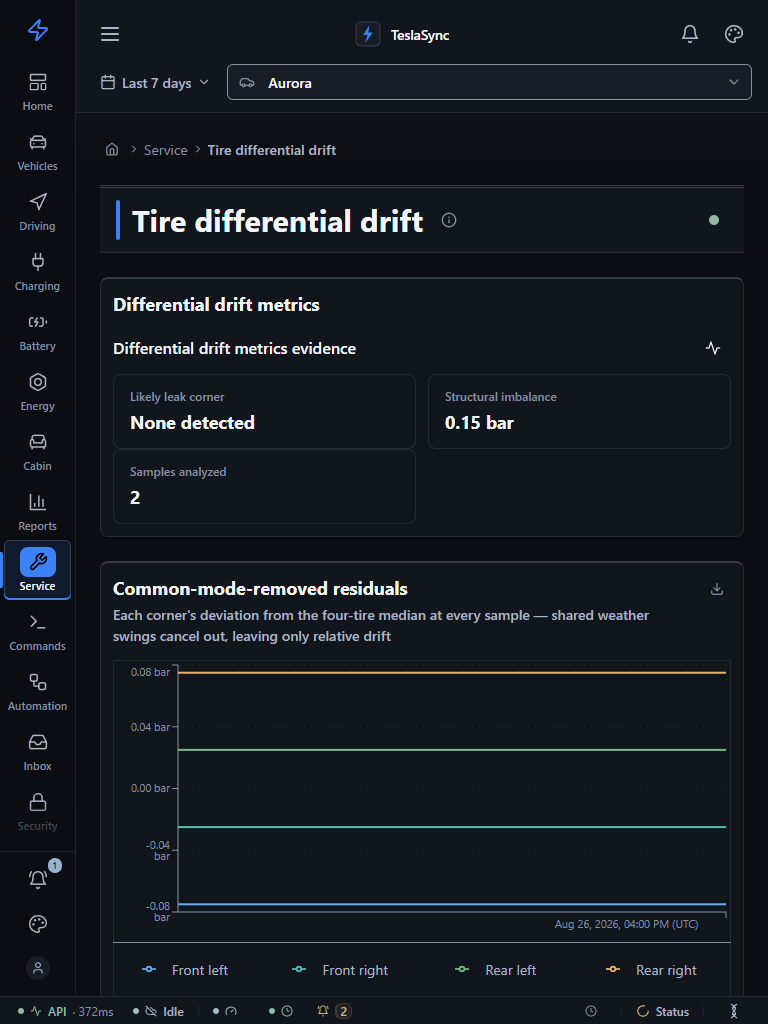 TeslaSync
Last 7 days
Aurora
Home
Vehicles
Driving
Charging
Battery
Energy
Cabin
Reports
Service
Commands
Automation
Inbox
Security
1
Service > Tire differential drift
Tire differential drift
Differential drift metrics
Differential drift metrics evidence
Likely leak corner
None detected
Structural imbalance
0.15 bar
Samples analyzed
2
Common-mode-removed residuals
Each corner's deviation from the four-tire median at every sample — shared weather
swings cancel out, leaving only relative drift
0.08 bar
0.04 bar
0.00 bar
-0.04
bar
-0.08
bar
Aug 26, 2026, 04:00 PM (UTC)
Front left
Front right
Rear left
Rear right
API · 372ms
Idle
2
Status